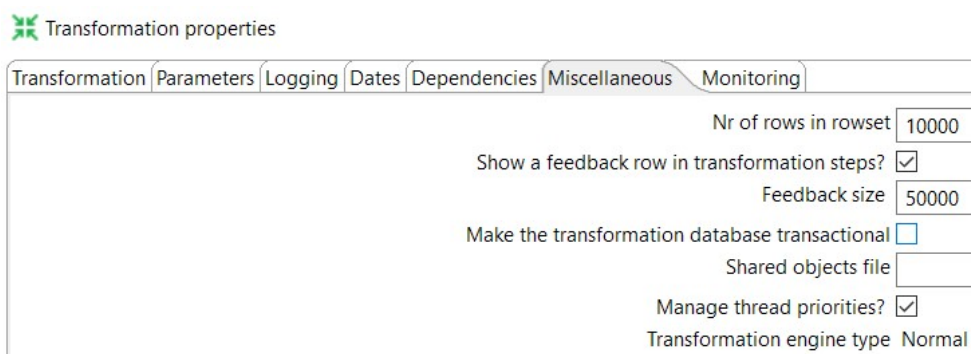 Transformation properties
Transformation Parameters Logging Dates Dependencies Miscellaneous Monitoring
Nr of rows in rowset 10000
Show a feedback row in transformation steps?
Feedback size 50000
Make the transformation database transactional
Shared objects file
Manage thread priorities?
Transformation engine type Normal